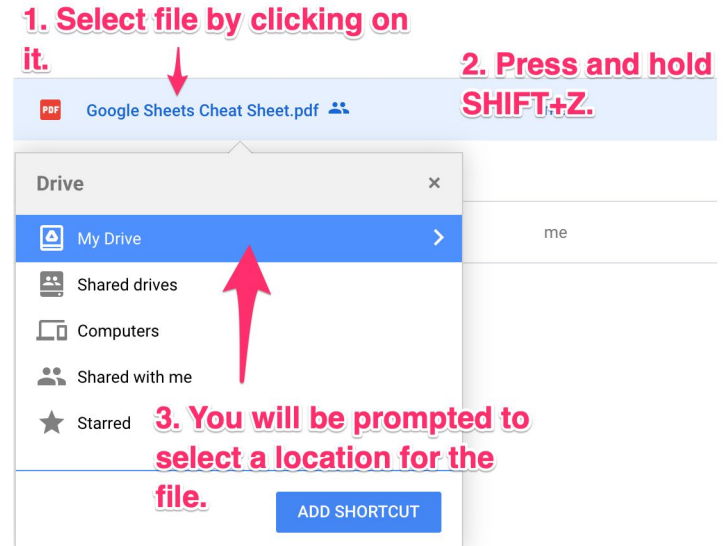 1. Select file by clicking on
it.
2. Press and hold
SHIFT+Z.
PDF
Google Sheets Cheat Sheet.pdf
Drive
×
My Drive
me
Shared drives
Computers
Shared with me
Starred
3. You will be prompted to
select a location for the
file.
ADD SHORTCUT